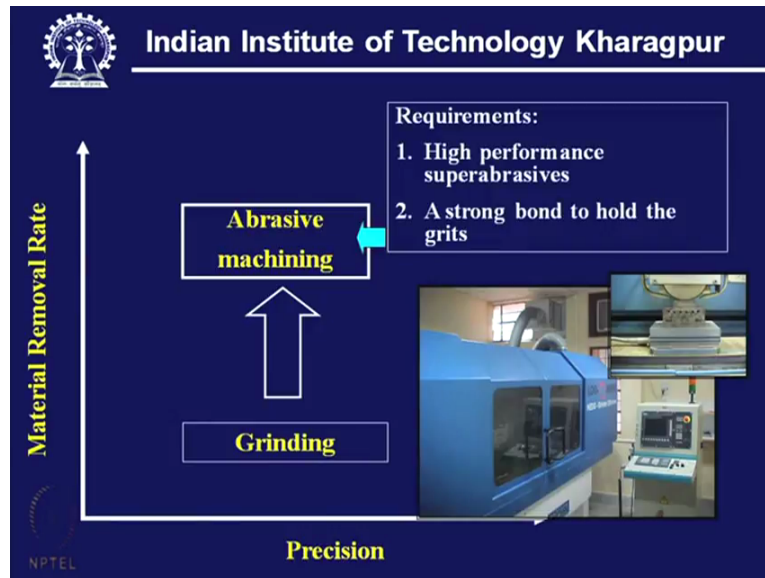 Indian Institute of Technology Kharagpur
Requirements:
1. High performance
superabrasives
2. A strong bond to hold the
grits
Abrasive
machining
Material Removal Rate
Grinding
Precision
NPTEL